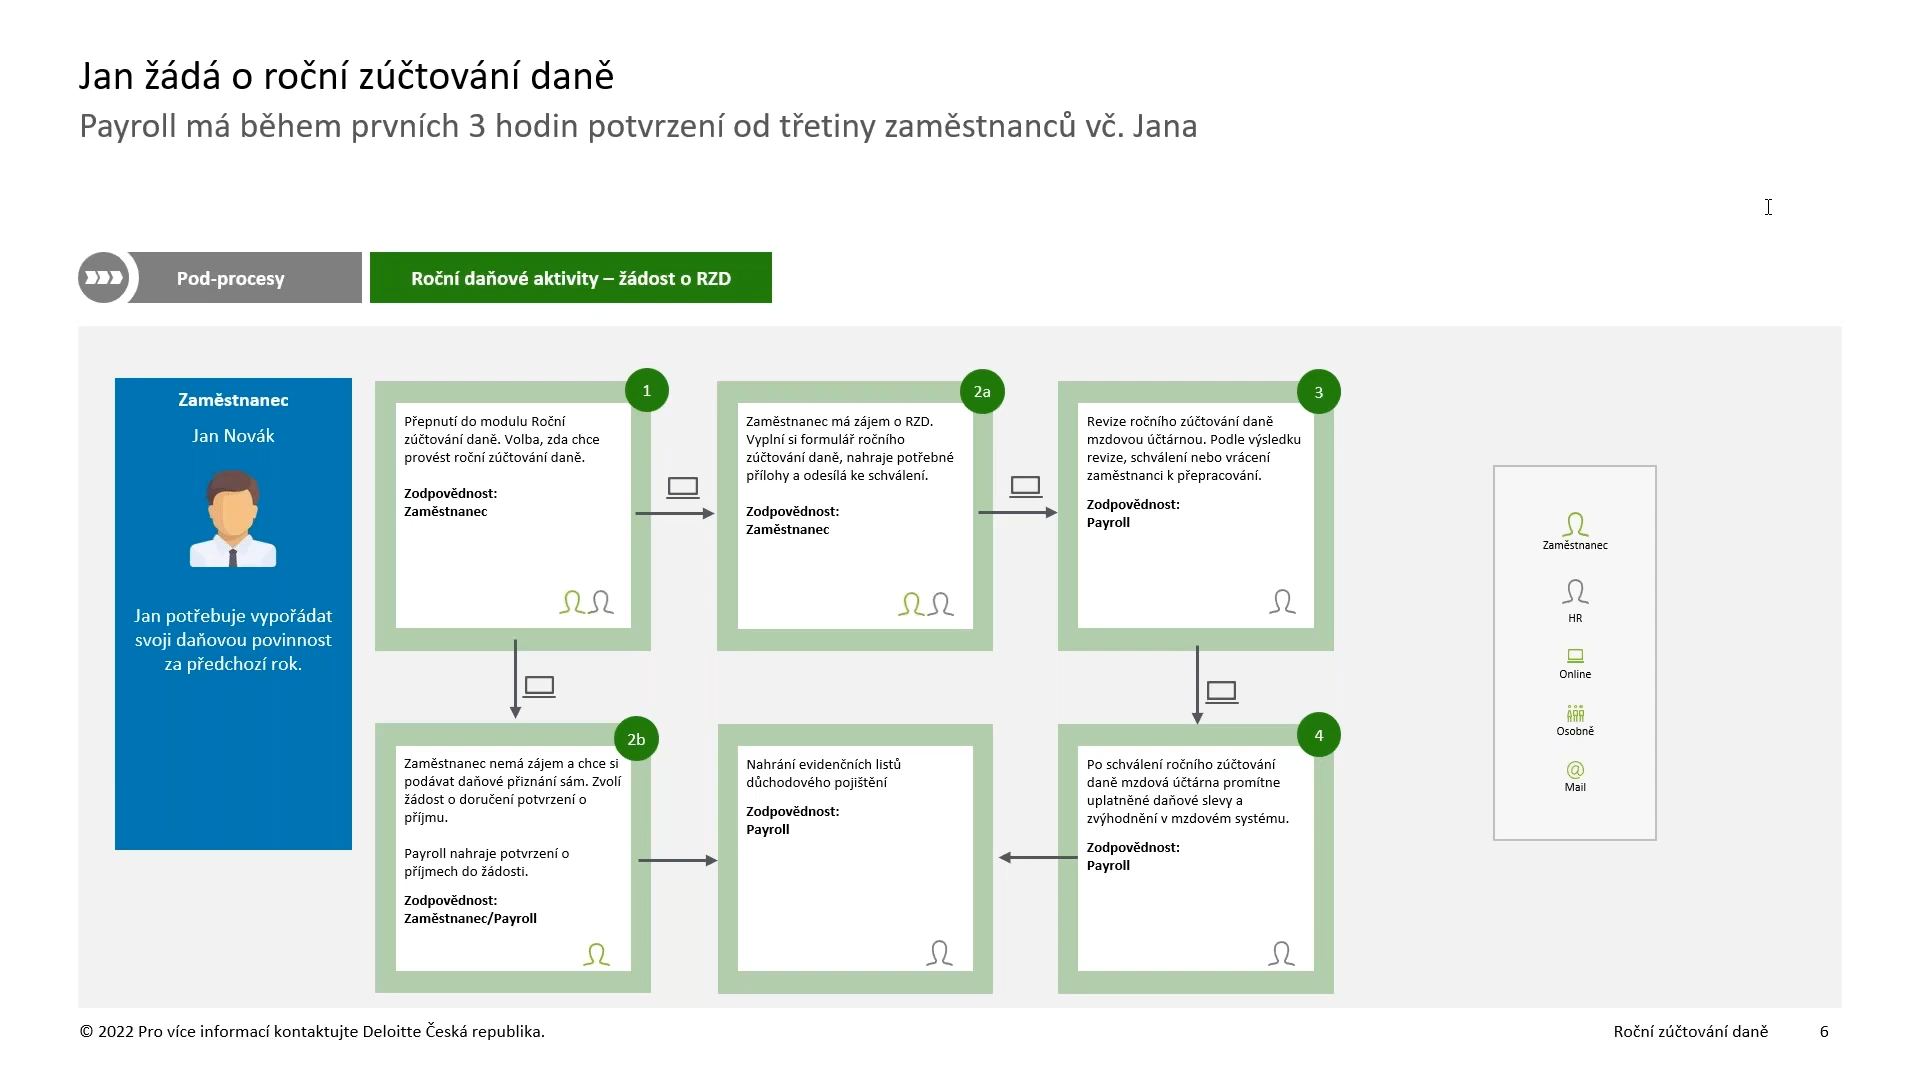 Jan žádá o roční zúčtování daně
Payroll má během prvních 3 hodin potvrzení od třetiny zaměstnanců vč. Jana
Pod-procesy
Roční daňové aktivity – žádost o RZD
Zaměstnanec
Jan Novák
Jan potřebuje vypořádat
svoji daňovou povinnost
za předchozí rok.
1
Přepnutí do modulu Roční
zúčtování daně. Volba, zda chce
provést roční zúčtování daně.
Zodpovědnost:
Zaměstnanec
2a
Zaměstnanec má zájem o RZD.
Vyplní si formulář ročního
zúčtování daně, nahraje potřebné
přílohy a odesílá ke schválení.
Zodpovědnost:
Zaměstnanec
3
Revize ročního zúčtování daně
mzdovou účtárnou. Podle výsledku
revize, schválení nebo vrácení
zaměstnanci k přepracování.
Zodpovědnost:
Payroll
2b
Zaměstnanec nemá zájem a chce si
podávat daňové přiznání sám. Zvolí
žádost o doručení potvrzení o
příjmu.
Payroll nahraje potvrzení o
příjmech do žádosti.
Zodpovědnost:
Zaměstnanec/Payroll
Nahrání evidenčních listů
důchodového pojištění
Zodpovědnost:
Payroll
4
Po schválení ročního zúčtování
daně mzdová účtárna promítne
uplatněné daňové slevy a
zvýhodnění v mzdovém systému.
Zodpovědnost:
Payroll
Zaměstnanec
HR
Online
Osobně
@
Mail
© 2022 Pro více informací kontaktujte Deloitte Česká republika.
Roční zúčtování daně
6